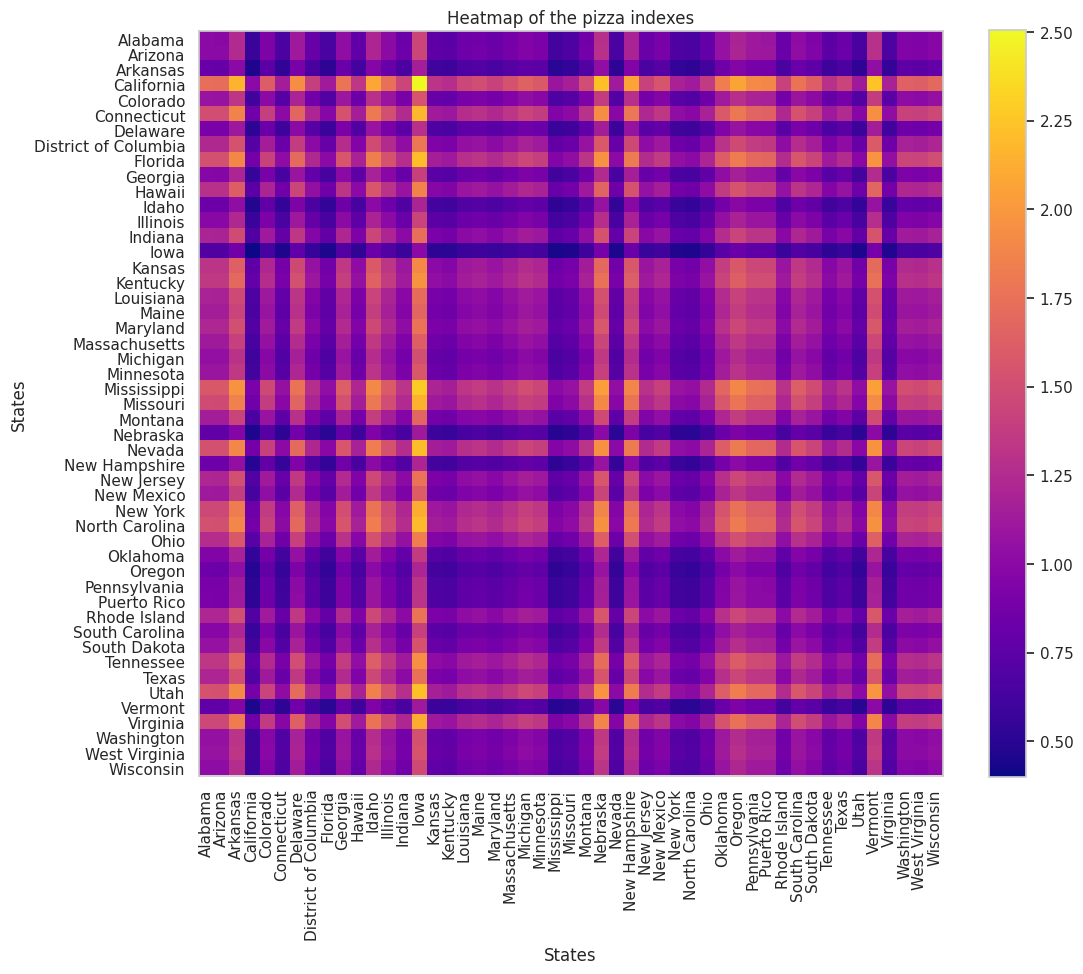 Heatmap of the pizza indexes
Alabama
Arizona
Arkansas
California
Colorado
Connecticut
Delaware
District of Columbia
Florida
Georgia
Hawaii
Idaho
Illinois
Indiana
Iowa
Kansas
Kentucky
Louisiana
Maine
Maryland
Massachusetts
Michigan
Minnesota
Mississippi
Missouri
Montana
Nebraska
Nevada
New Hampshire
New Jersey
New Mexico
New York
North Carolina
Ohio
Oklahoma
Oregon
Pennsylvania
Puerto Rico
Rhode Island
South Carolina
South Dakota
Tennessee
Texas
Utah
Vermont
Virginia
Washington
West Virginia
Wisconsin
States
Alabama
Arizona
Arkansas
California
Colorado
Connecticut
Delaware
District of Columbia
Florida
Georgia
Hawaii
Idaho
Illinois
Indiana
Iowa
Kansas
Kentucky
Louisiana
Maine
Maryland
Massachusetts
Michigan
Minnesota
Mississippi
Missouri
Montana
Nebraska
Nevada
New Hampshire
New Jersey
New Mexico
New York
North Carolina
Ohio
Oklahoma
Oregon
Pennsylvania
Puerto Rico
Rhode Island
South Carolina
South Dakota
Tennessee
Texas
Utah
Vermont
Virginia
Washington
West Virginia
Wisconsin
States
2.50
2.25
2.00
1.75
1.50
1.25
1.00
0.75
0.50